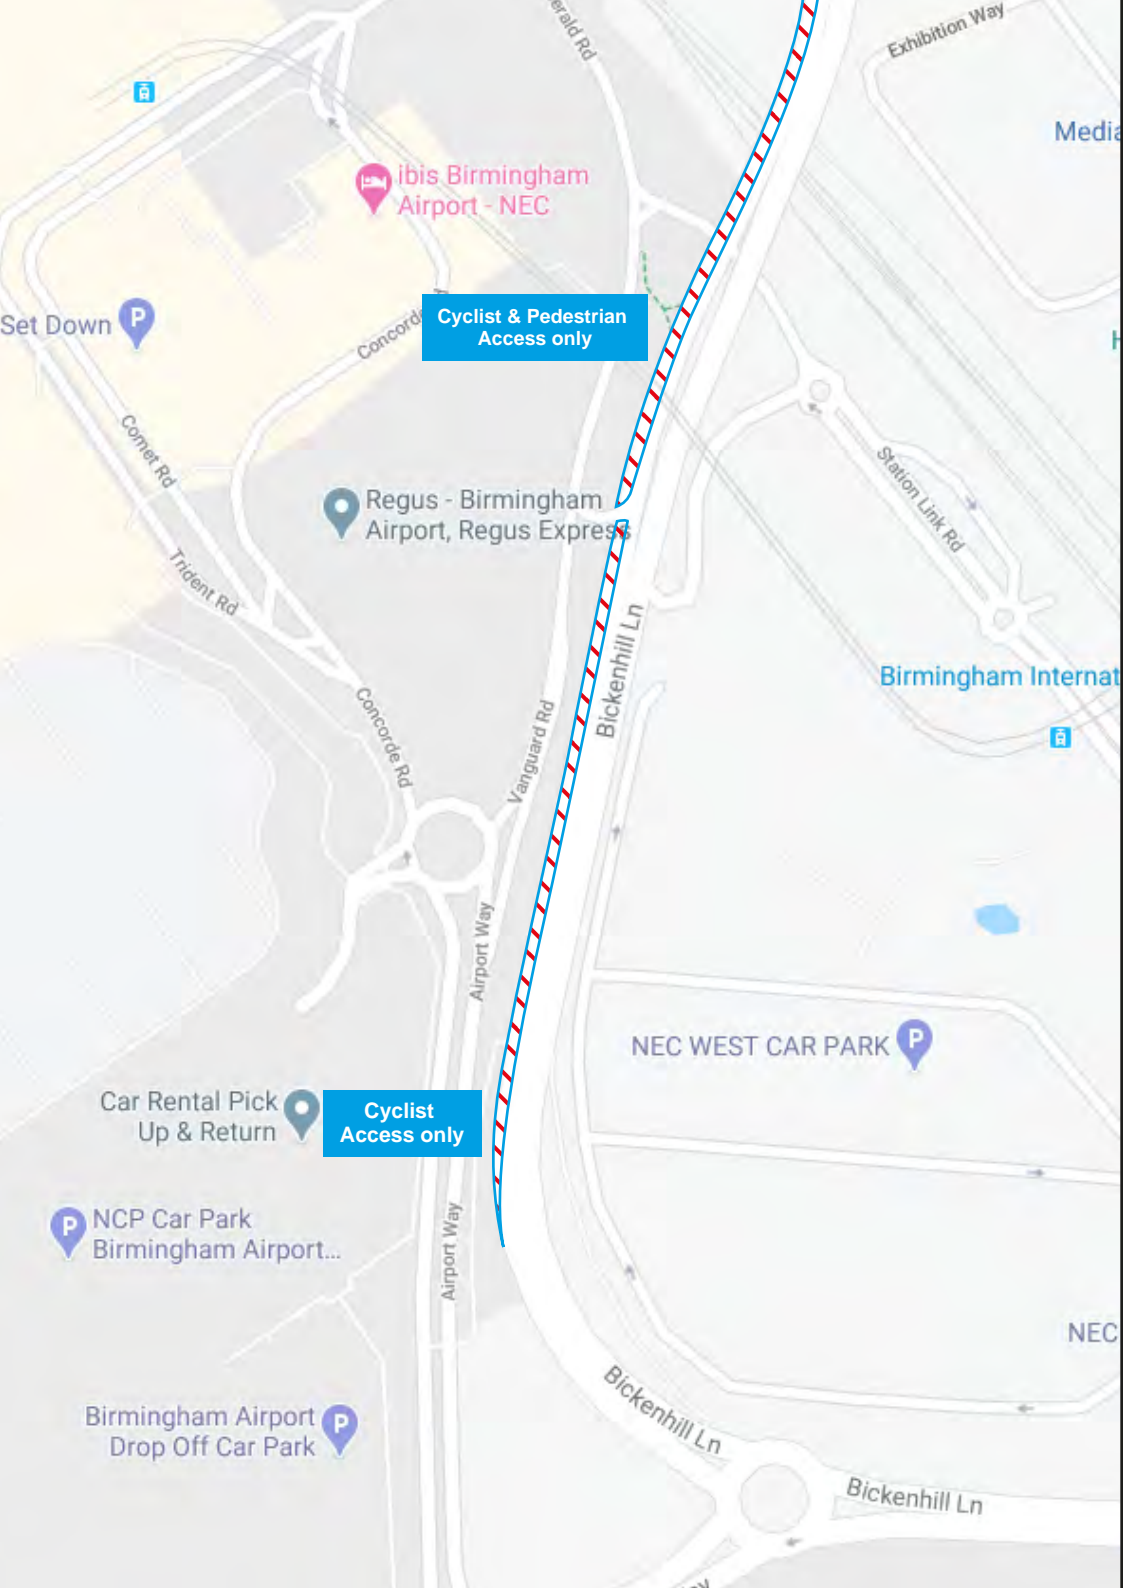 erald Rd
Exhibition Way
Media
ibis Birmingham
Airport - NEC
Set Down
P
Cyclist & Pedestrian
Access only
Concorde
Comet Rd
Station Link Rd
Regus - Birmingham
Airport, Regus Express
Trident Rd
Bickenhill Ln
Birmingham Internat
Concorde Rd
Vanguard Rd
Airport Way
NEC WEST CAR PARK
P
Car Rental Pick
Up & Return
Cyclist
Access only
P
NCP Car Park
Birmingham Airport...
Airport Way
NEC
Bickenhill Ln
Birmingham Airport
Drop Off Car Park
P
Bickenhill Ln